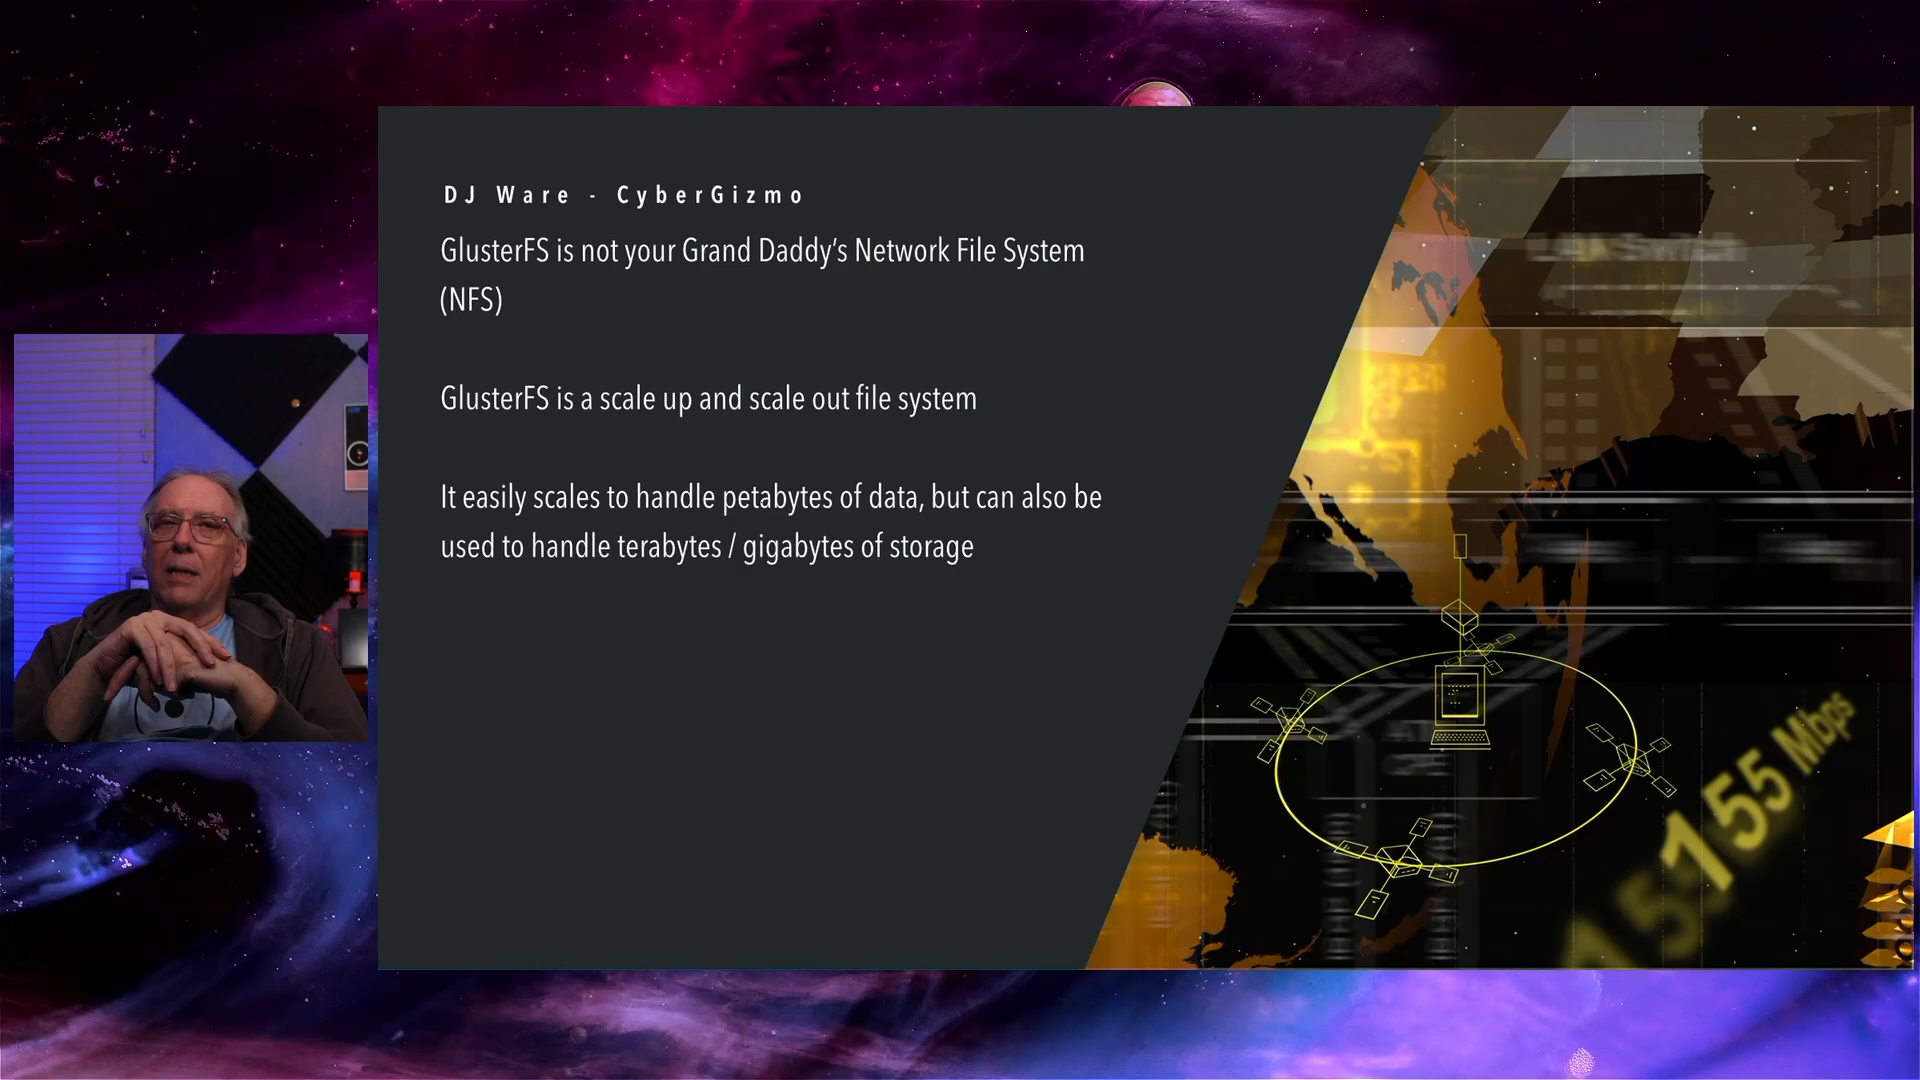 DJ Ware - CyberGizmo
GlusterFS is not your Grand Daddy’s Network File System
(NFS)
GlusterFS is a scale up and scale out file system
It easily scales to handle petabytes of data, but can also be
used to handle terabytes / gigabytes of storage
155 Mbps